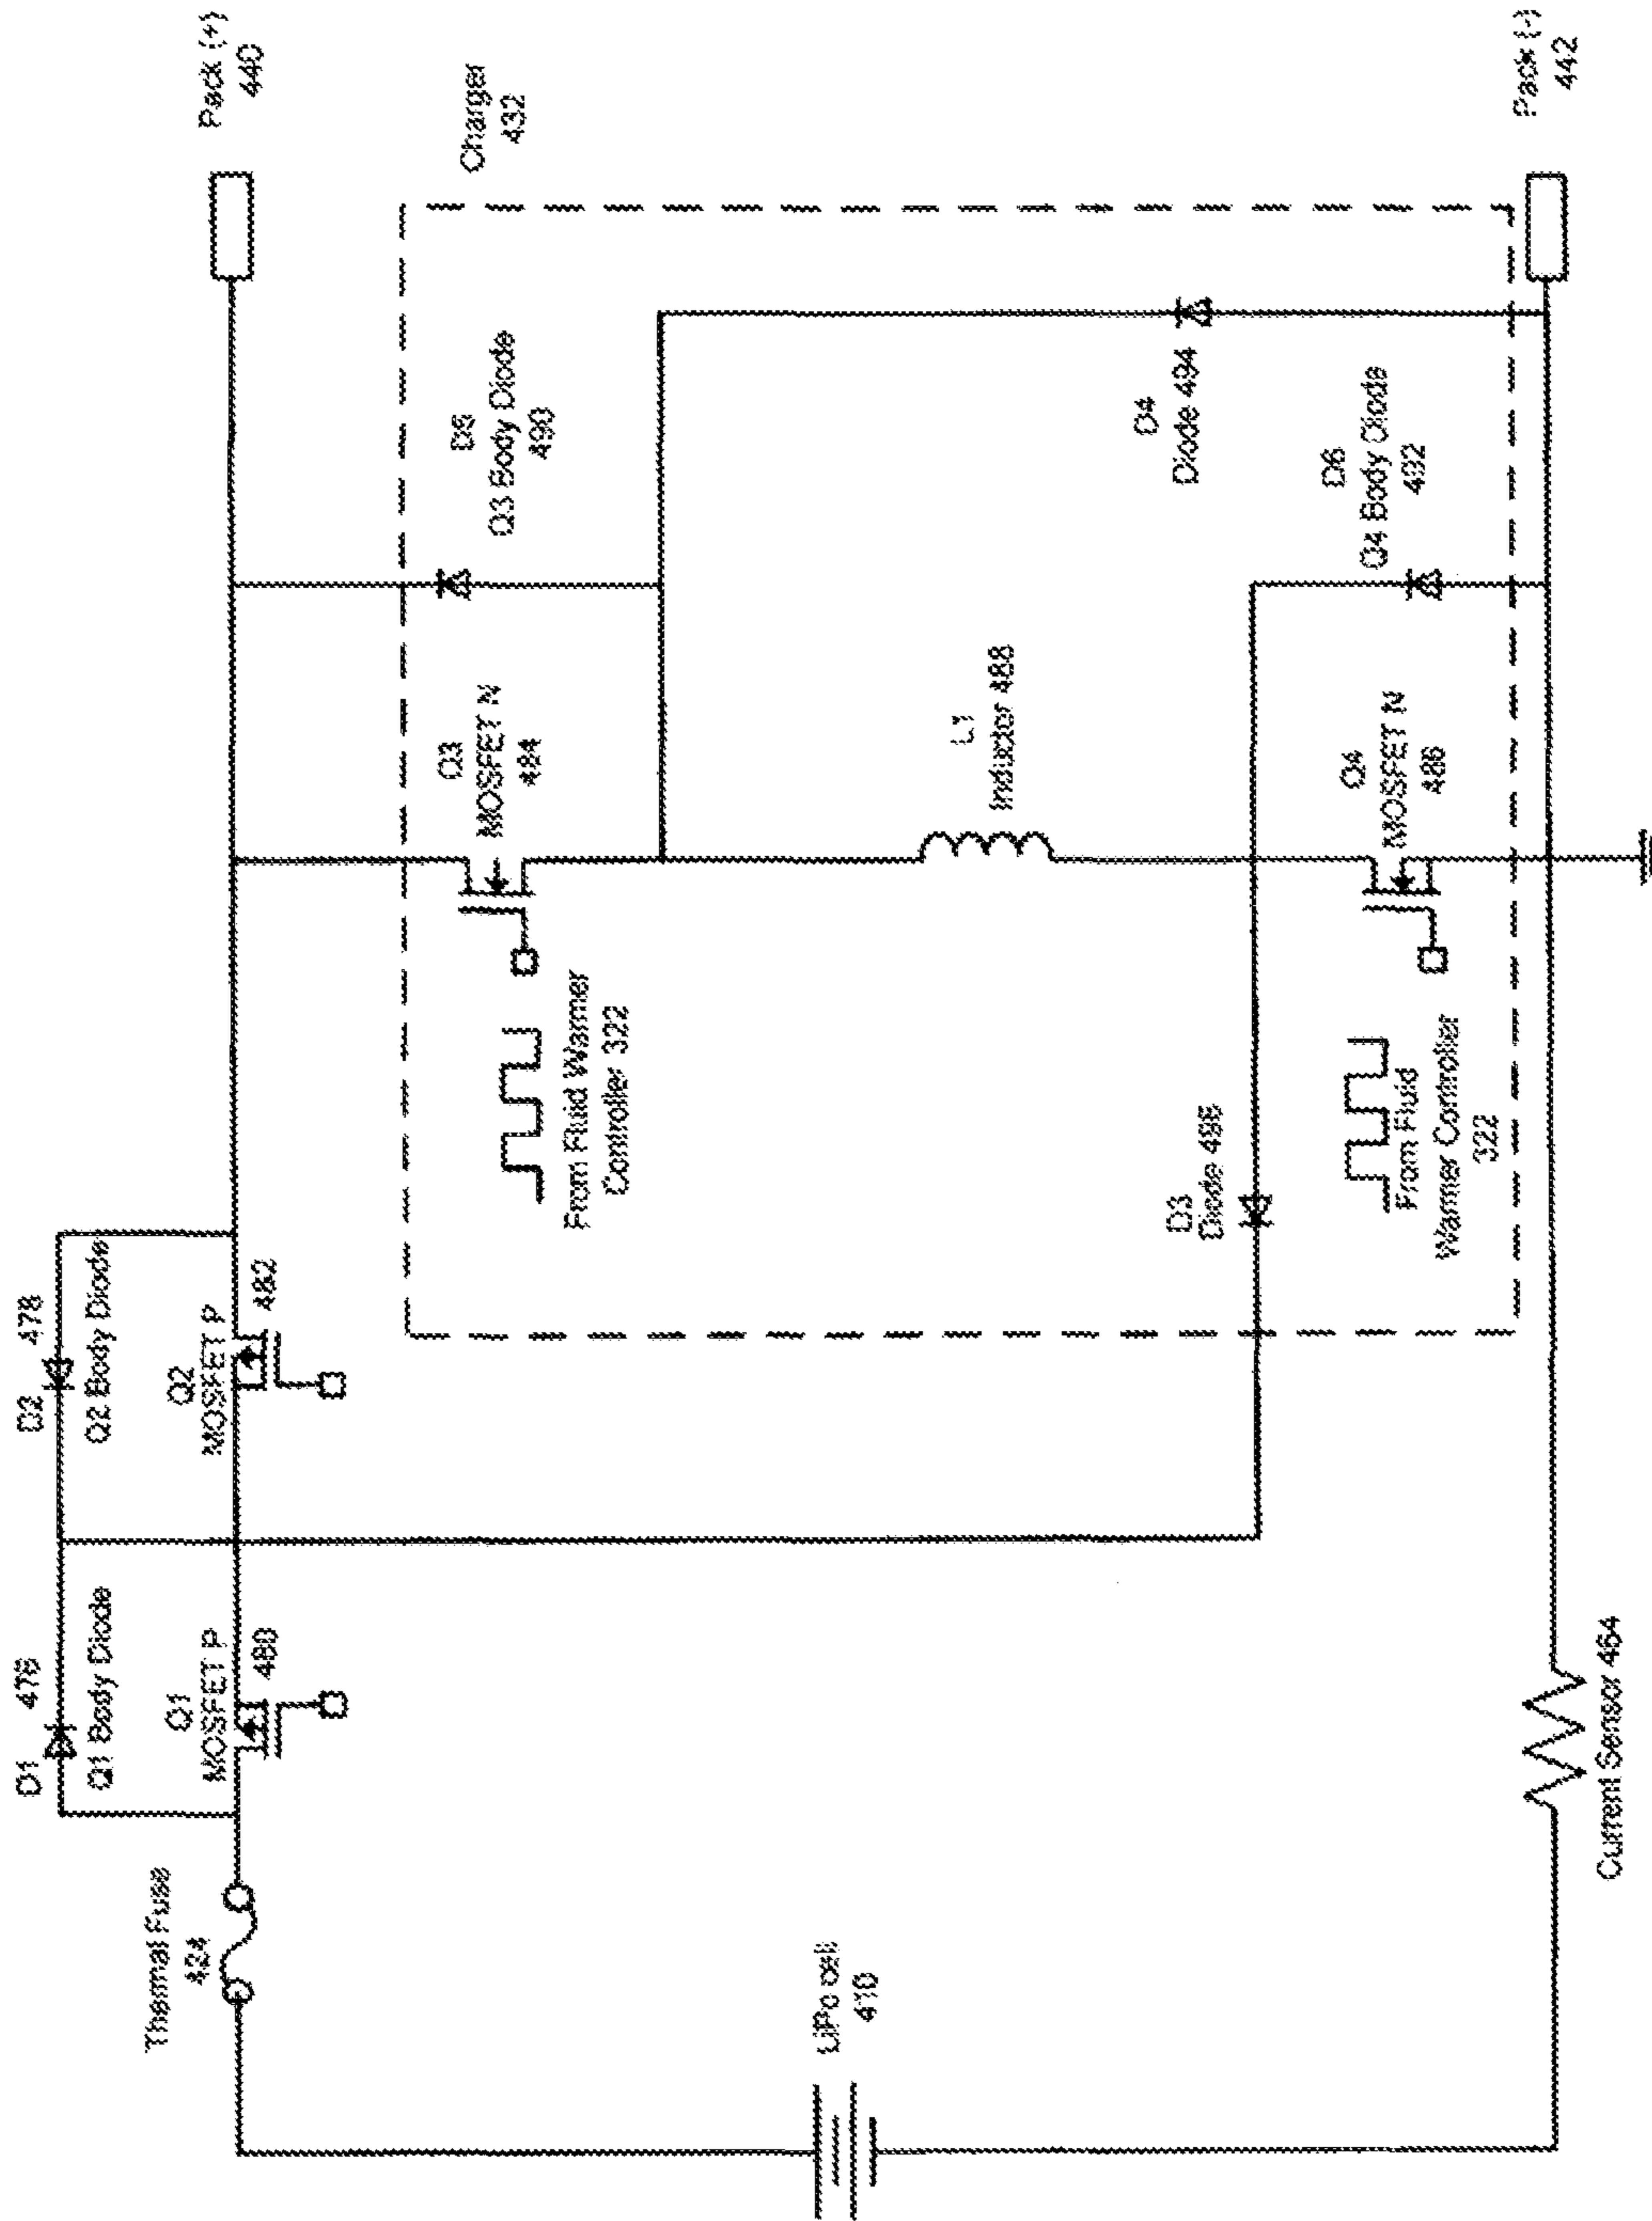 Thermal Fuse
424
D1 476
Q1 Body Diode
Q1
MOSFET P
480
D2 478
Q2 Body Diode
Q2
MOSFET P
482
Pack (+)
440
Charger
432
Q3
MOSFET N
484
D5
Q3 Body Diode
490
From Fluid Warmer
Controller 322
LiPo cell
410
L1
Inductor 488
D4
Diode 494
D3
Diode 496
Q4
MOSFET N
486
D6
Q4 Body Diode
492
From Fluid
Warmer Controller
322
Current Sensor 464
Pack (-)
442